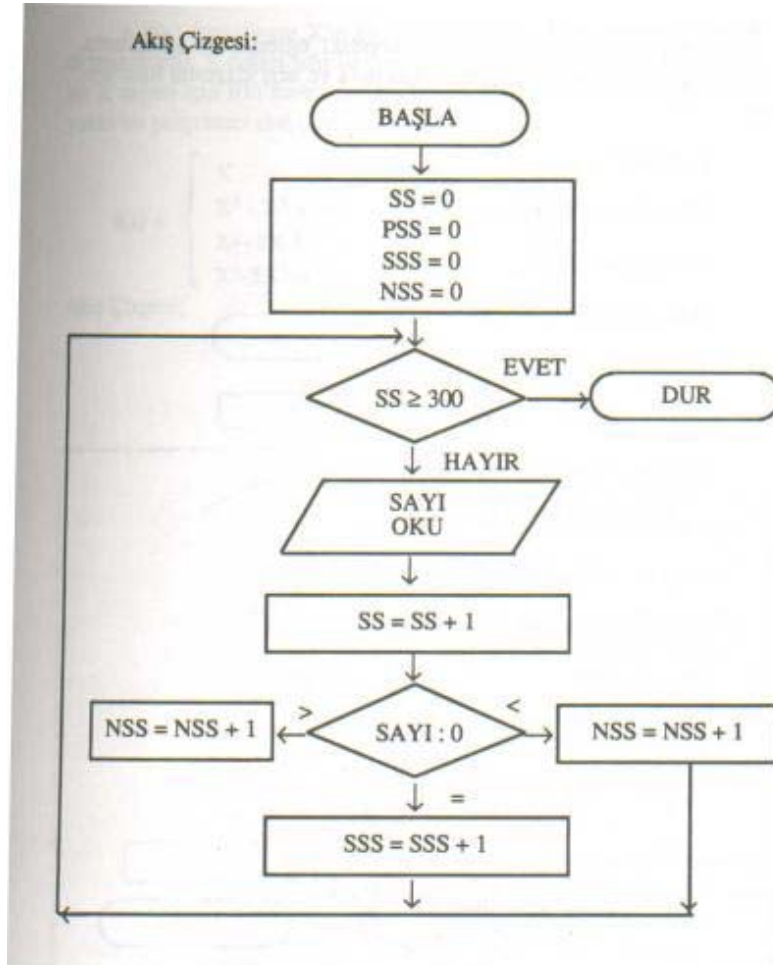 Akış Çizgesi:
BAŞLA
SS = 0
PSS = 0
SSS = 0
NSS = 0
SS ≥ 300
EVET
DUR
HAYIR
SAYI
OKU
SS = SS + 1
NSS = NSS + 1
>
SAYI : 0
<
NSS = NSS + 1
=
SSS = SSS + 1